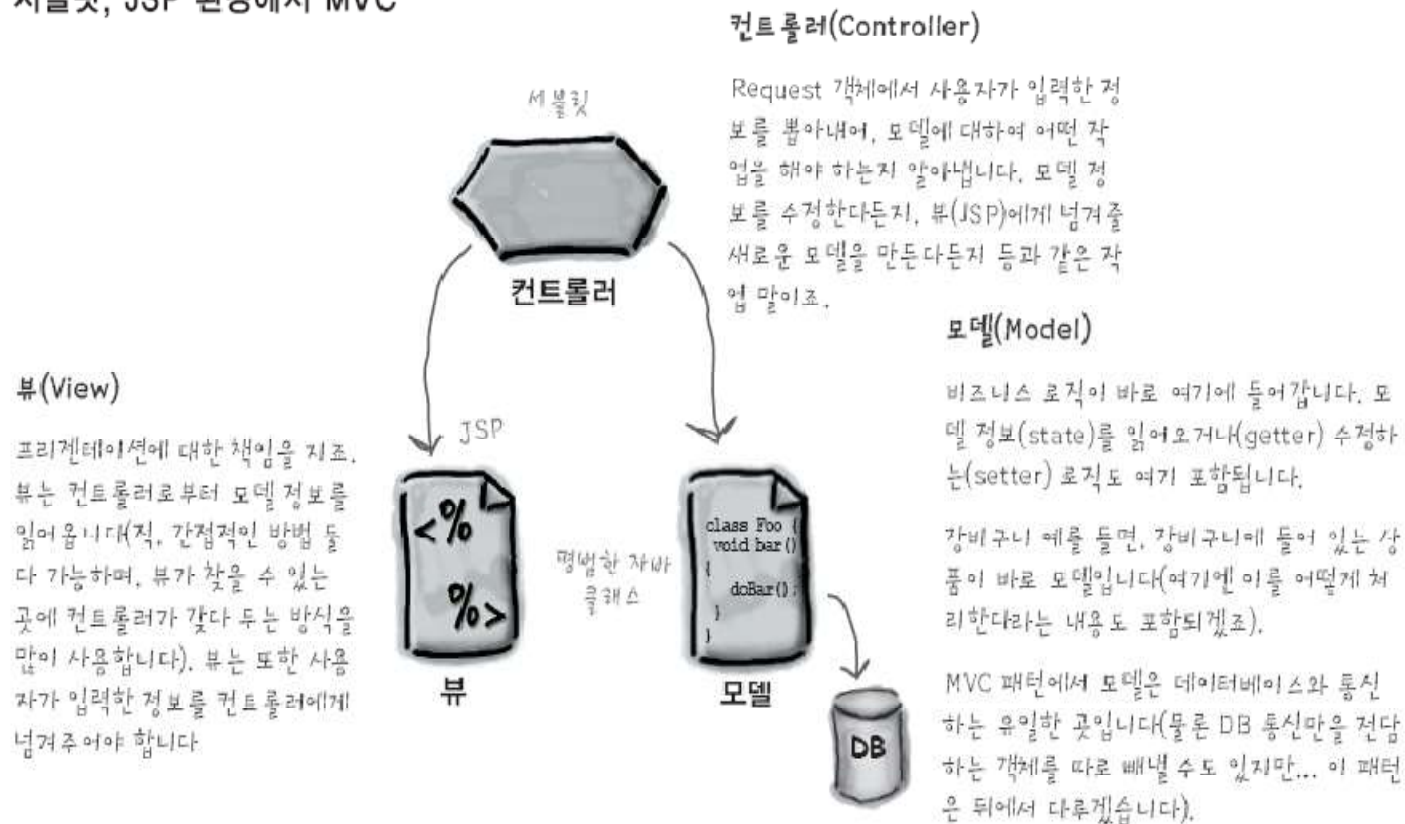 서블릿, JSP 환경에서 MVC
컨트롤러(Controller)
Request 객체에서 사용자가 입력한 정
보를 뽑아내어, 모델에 대하여 어떤 작
업을 해야 하는지 알아냅니다. 모델 정
보를 수정한다든지, 뷰(JSP)에게 넘겨줄
새로운 모델을 만든다든지 등과 같은 작
업 말이죠.
서블릿
컨트롤러
모델(Model)
비즈니스 로직이 바로 여기에 들어갑니다. 모
델 정보(state)를 읽어오거나(getter) 수정하
는(setter) 로직도 여기 포함됩니다.
장바구니 예를 들면, 장바구니에 들어 있는 상
품이 바로 모델입니다(여기엔 이를 어떻게 처
리한다라는 내용도 포함되겠죠).
MVC 패턴에서 모델은 데이터베이스와 통신
하는 유일한 곳입니다(물론 DB 통신만을 전담
하는 객체를 따로 빼낼 수도 있지만... 이 패턴
은 뒤에서 다루겠습니다).
뷰(View)
프리젠테이션에 대한 책임을 지죠.
뷰는 컨트롤러로부터 모델 정보를
읽어옵니다(직, 간접적인 방법 둘
다 가능하며, 뷰가 찾을 수 있는
곳에 컨트롤러가 갖다 두는 방식을
많이 사용합니다). 뷰는 또한 사용
자가 입력한 정보를 컨트롤러에게
넘겨주어야 합니다
JSP
<%
%>
뷰
평범한 자바
클래스
class Foo {
void bar()
{
doBar();
}
}
모델
DB